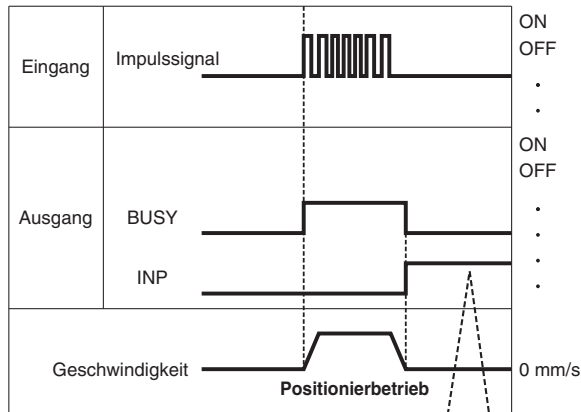 ON
OFF
Eingang
Impulssignal
ON
OFF
Ausgang
BUSY
INP
Geschwindigkeit
0 mm/s
Positionierbetrieb